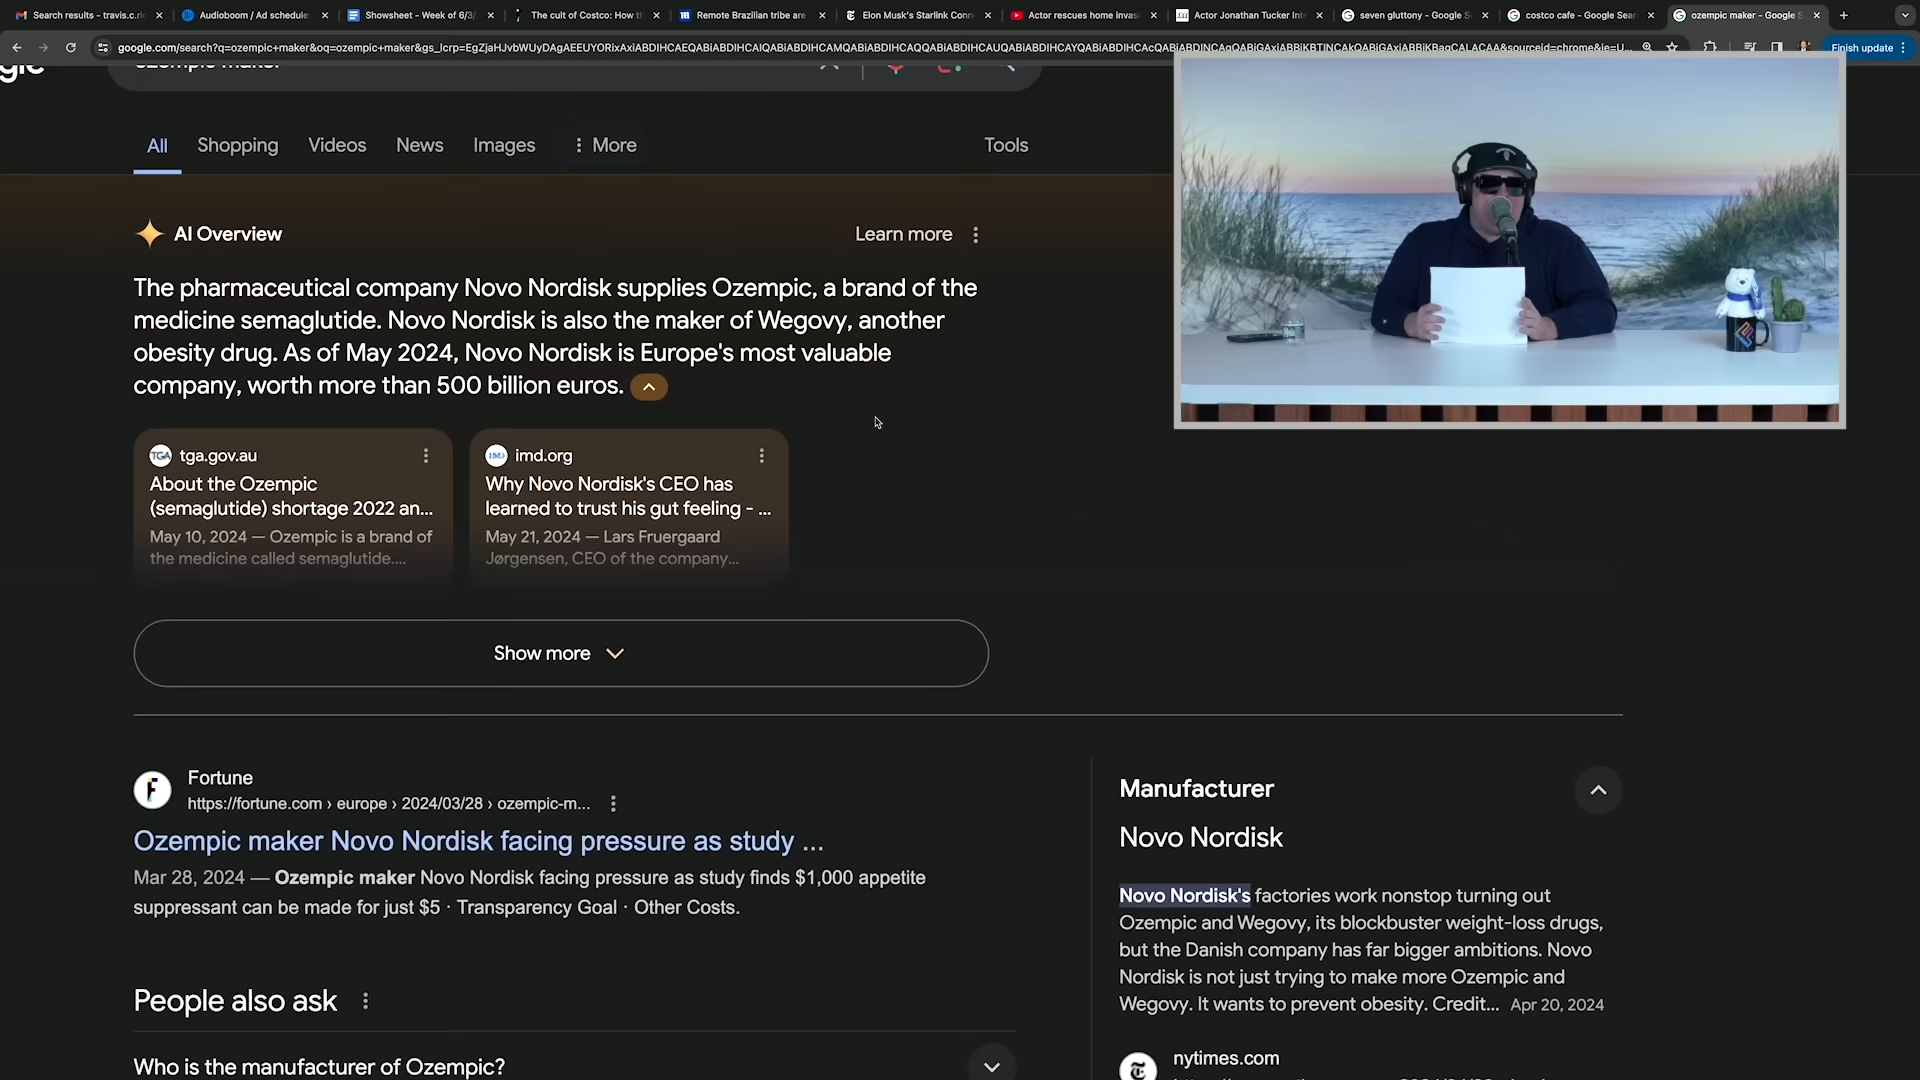 Search results - travis.c.ric
Audioboom / Ad schedule:
Showsheet - Week of 6/3/
The cult of Costco: How th
Remote Brazilian tribe are
Elon Musk's Starlink Conn
Actor rescues home invas
Actor Jonathan Tucker Int
seven gluttony - Google S
costco cafe - Google Sear
ozempic maker - Google S
Finish update
All
Shopping
Videos
News
Images
More
Tools
AI Overview
Learn more
The pharmaceutical company Novo Nordisk supplies Ozempic, a brand of the
medicine semaglutide. Novo Nordisk is also the maker of Wegovy, another
obesity drug. As of May 2024, Novo Nordisk is Europe's most valuable
company, worth more than 500 billion euros.
TGA tga.gov.au
About the Ozempic
(semaglutide) shortage 2022 an...
May 10, 2024 — Ozempic is a brand of
the medicine called semaglutide....
IMD imd.org
Why Novo Nordisk's CEO has
learned to trust his gut feeling - ...
May 21, 2024 — Lars Fruergaard
Jørgensen, CEO of the company...
Show more
Fortune
https://fortune.com › europe › 2024/03/28 › ozempic-m...
Ozempic maker Novo Nordisk facing pressure as study ...
Mar 28, 2024 — Ozempic maker Novo Nordisk facing pressure as study finds $1,000 appetite
suppressant can be made for just $5 · Transparency Goal · Other Costs.
People also ask
Who is the manufacturer of Ozempic?
Manufacturer
Novo Nordisk
Novo Nordisk's factories work nonstop turning out
Ozempic and Wegovy, its blockbuster weight-loss drugs,
but the Danish company has far bigger ambitions. Novo
Nordisk is not just trying to make more Ozempic and
Wegovy. It wants to prevent obesity. Credit... Apr 20, 2024
nytimes.com